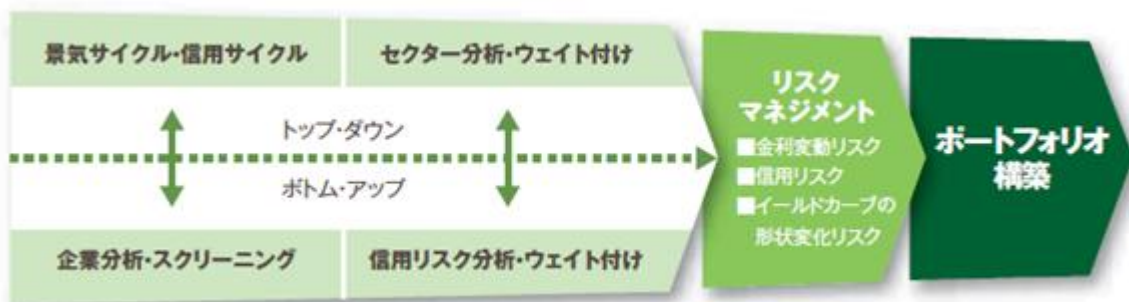 景気サイクル・信用サイクル
セクター分析・ウェイト付け
トップ・ダウン
ボトム・アップ
企業分析・スクリーニング
信用リスク分析・ウェイト付け
リスク
マネジメント
■金利変動リスク
■信用リスク
■イールドカーブの
形状変化リスク
ポートフォリオ
構築